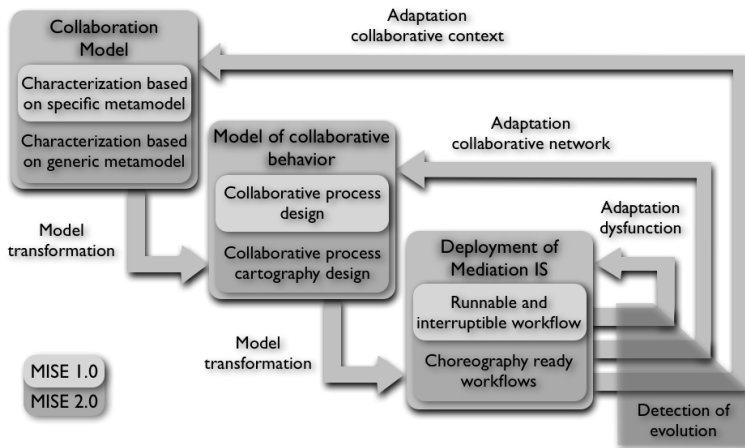 Collaboration
Model
Characterization based
on specific metamodel
Characterization based
on generic metamodel
Adaptation
collaborative context
Model of collaborative
behavior
Collaborative process
design
Collaborative process
cartography design
Adaptation
collaborative network
Model
transformation
Adaptation
dysfunction
Deployment of
Mediation IS
Runnable and
interruptible workflow
Choreography ready
workflows
Model
transformation
MISE 1.0
MISE 2.0
Detection of
evolution